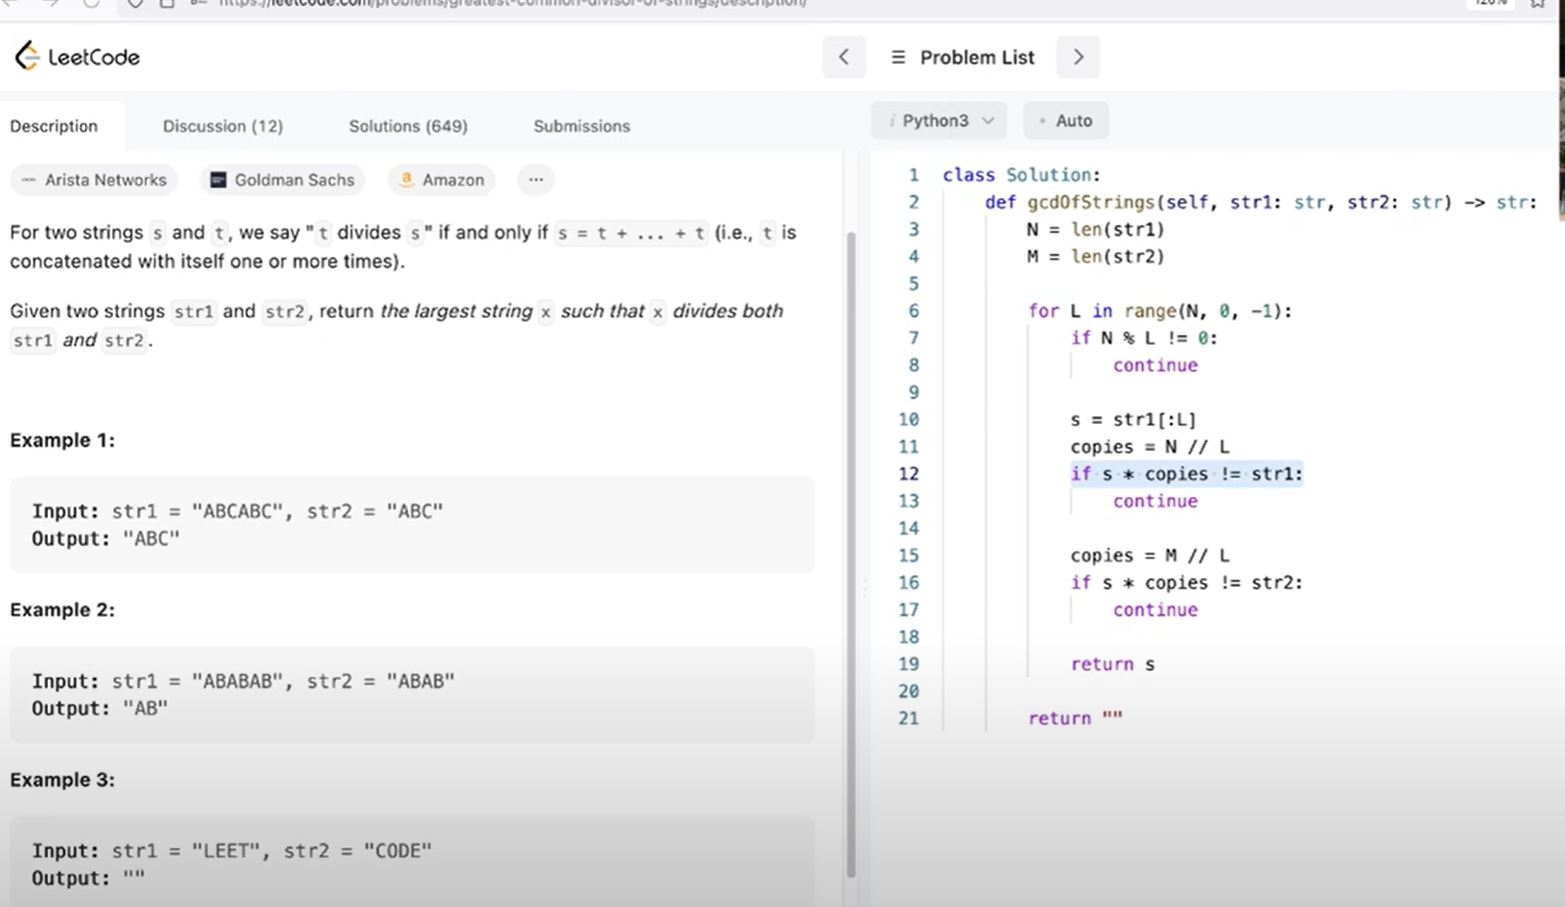 https://leetcode.com/problems/greatest-common-divisor-of-strings/description/
120%
LeetCode
Problem List
Description
Discussion (12)
Solutions (649)
Submissions
Arista Networks
Goldman Sachs
Amazon
...
For two strings s and t, we say "t divides s" if and only if s = t + ... + t (i.e., t is
concatenated with itself one or more times).
Given two strings str1 and str2, return the largest string x such that x divides both
str1 and str2.
Example 1:
Input: str1 = "ABCABC", str2 = "ABC"
Output: "ABC"
Example 2:
Input: str1 = "ABABAB", str2 = "ABAB"
Output: "AB"
Example 3:
Input: str1 = "LEET", str2 = "CODE"
Output: ""
i Python3
Auto
1 class Solution:
2 def gcdOfStrings(self, str1: str, str2: str) -> str:
3 N = len(str1)
4 M = len(str2)
5
6 for L in range(N, 0, -1):
7 if N % L != 0:
8 continue
9
10 s = str1[:L]
11 copies = N // L
12 if s * copies != str1:
13 continue
14
15 copies = M // L
16 if s * copies != str2:
17 continue
18
19 return s
20
21 return ""